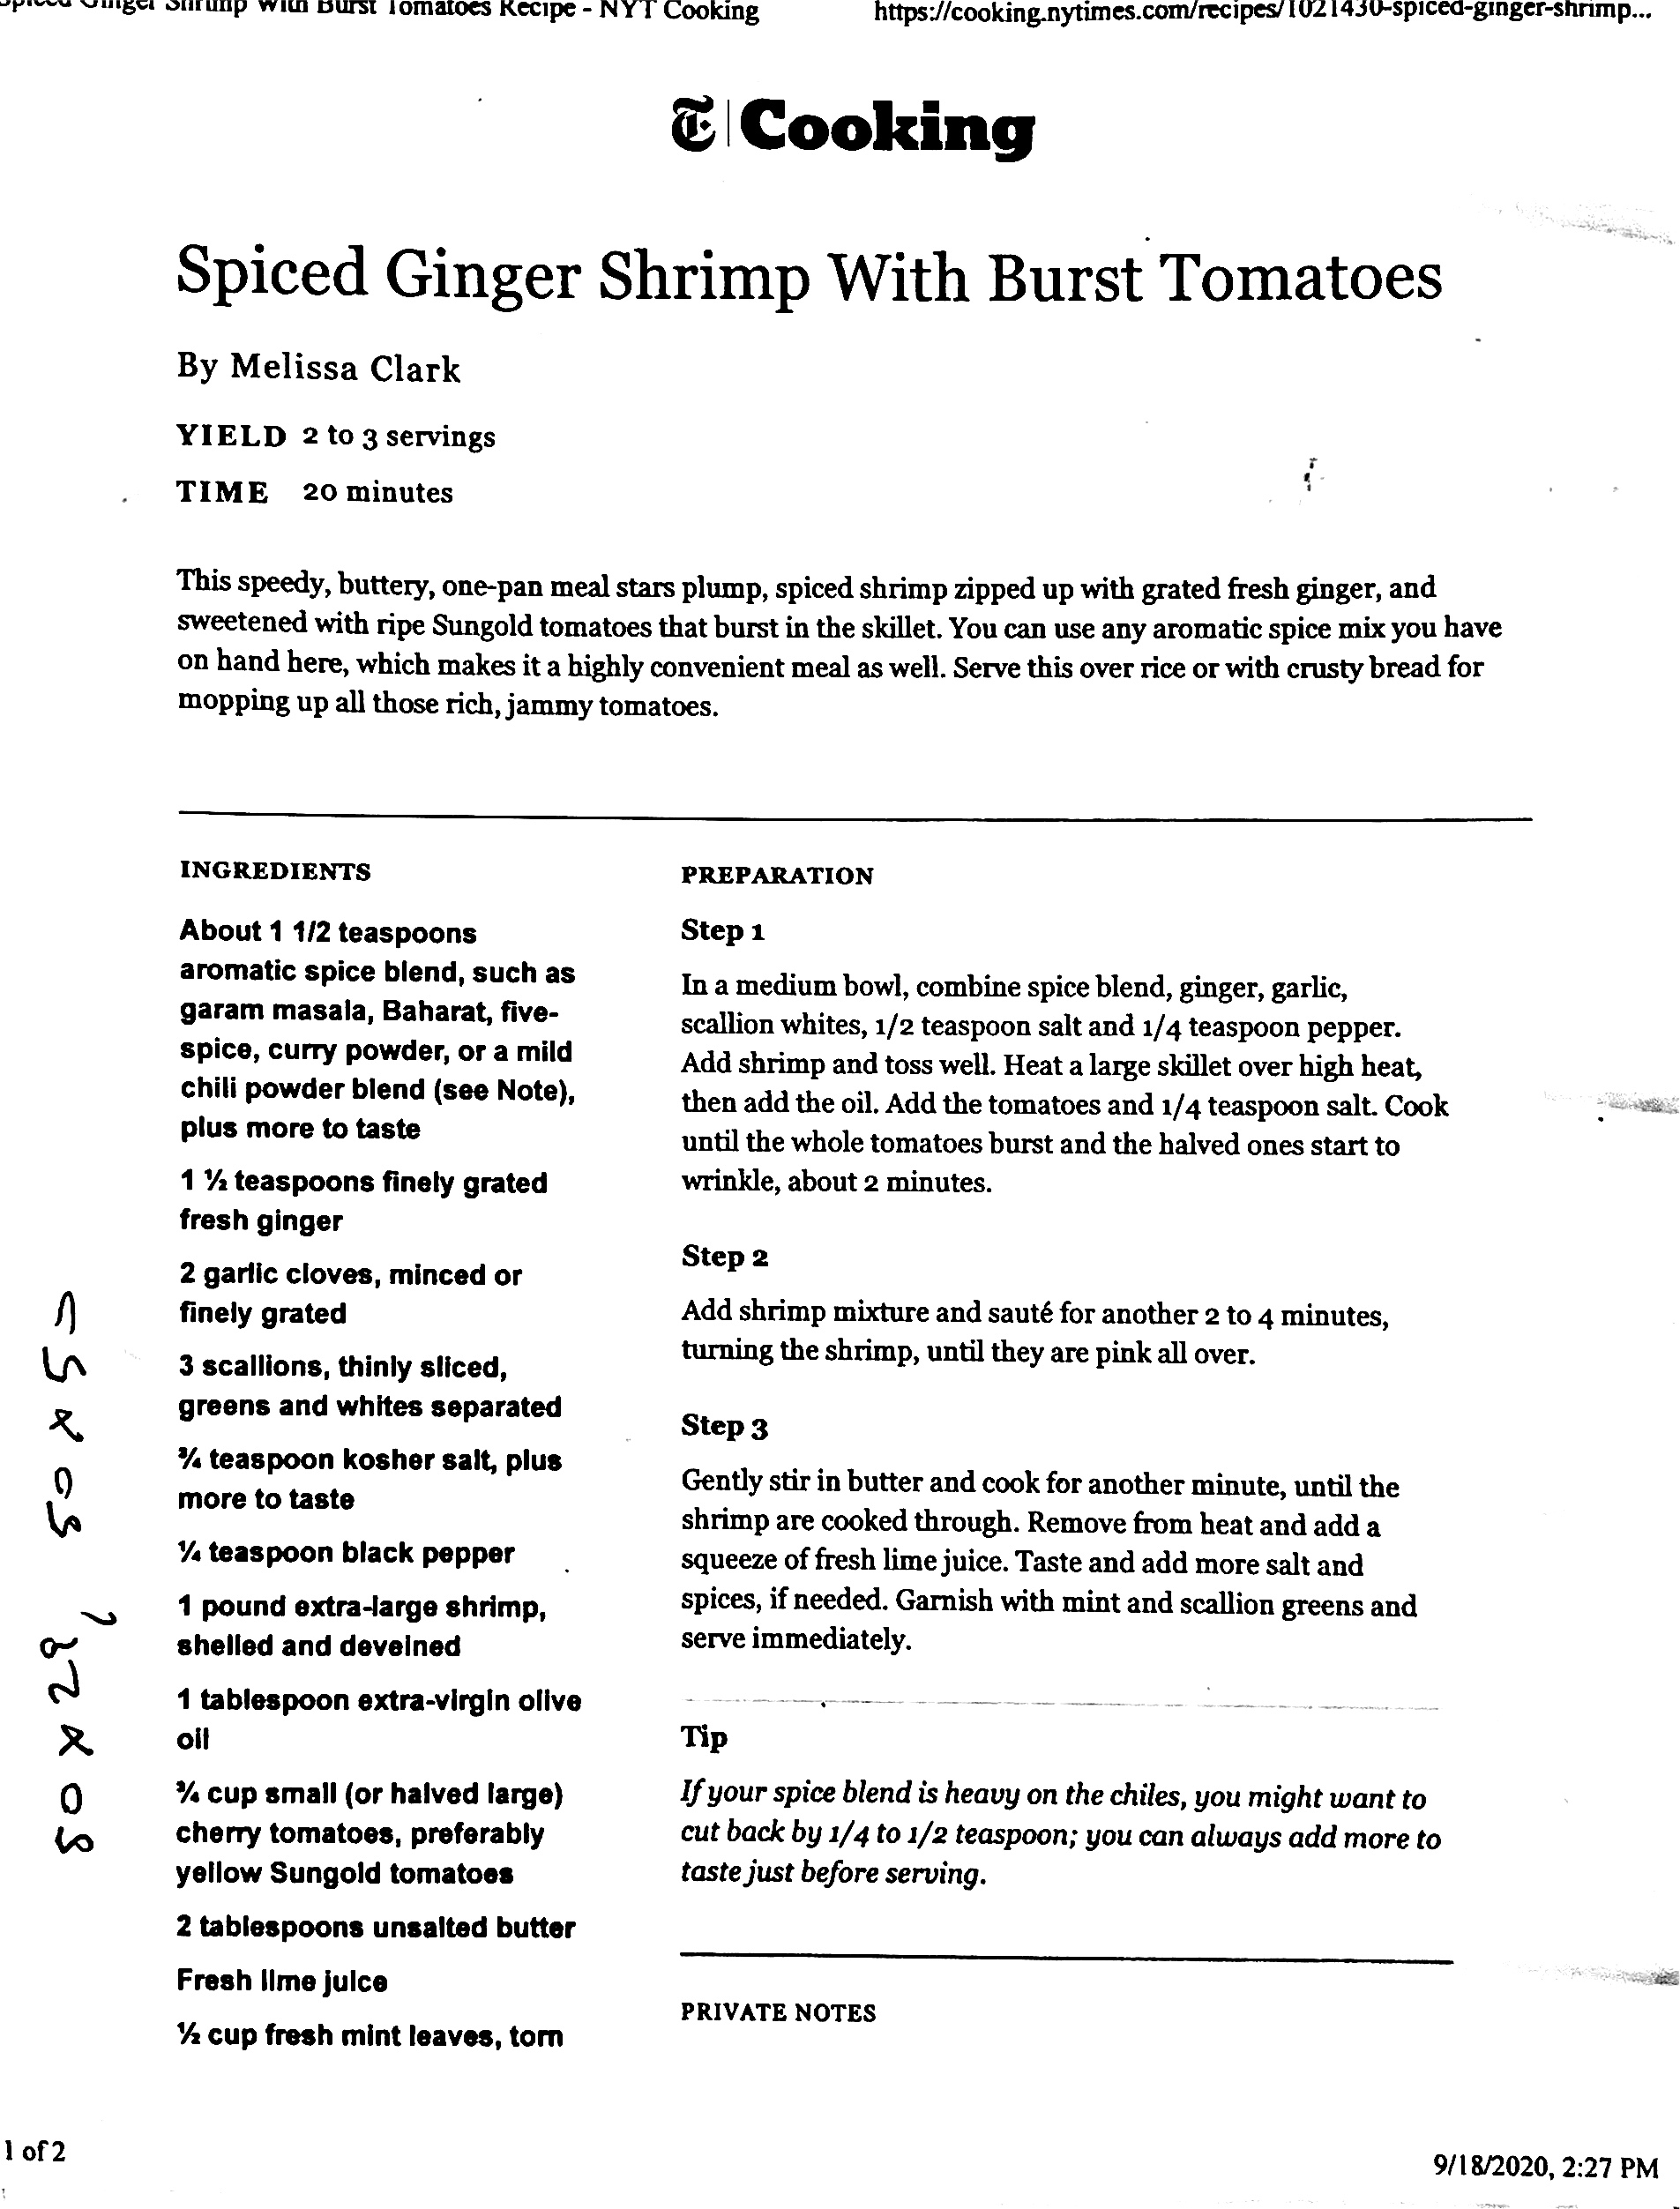 Ginger Shrimp With Burst Tomatoes Recipe - NYT Cooking
https://cooking.nytimes.com/recipes/1021430-spiced-ginger-shrimp...
T Cooking
Spiced Ginger Shrimp With Burst Tomatoes
By Melissa Clark
YIELD 2 to 3 servings
TIME 20 minutes
This speedy, buttery, one-pan meal stars plump, spiced shrimp zipped up with grated fresh ginger, and
sweetened with ripe Sungold tomatoes that burst in the skillet. You can use any aromatic spice mix you have
on hand here, which makes it a highly convenient meal as well. Serve this over rice or with crusty bread for
mopping up all those rich, jammy tomatoes.
INGREDIENTS
About 1 1/2 teaspoons
aromatic spice blend, such as
garam masala, Baharat, five-
spice, curry powder, or a mild
chili powder blend (see Note),
plus more to taste
1 ½ teaspoons finely grated
fresh ginger
2 garlic cloves, minced or
finely grated
3 scallions, thinly sliced,
greens and whites separated
¾ teaspoon kosher salt, plus
more to taste
¼ teaspoon black pepper
1 pound extra-large shrimp,
shelled and deveined
1 tablespoon extra-virgin olive
oil
¾ cup small (or halved large)
cherry tomatoes, preferably
yellow Sungold tomatoes
2 tablespoons unsalted butter
Fresh lime juice
½ cup fresh mint leaves, torn
PREPARATION
Step 1
In a medium bowl, combine spice blend, ginger, garlic,
scallion whites, 1/2 teaspoon salt and 1/4 teaspoon pepper.
Add shrimp and toss well. Heat a large skillet over high heat,
then add the oil. Add the tomatoes and 1/4 teaspoon salt. Cook
until the whole tomatoes burst and the halved ones start to
wrinkle, about 2 minutes.
Step 2
Add shrimp mixture and sauté for another 2 to 4 minutes,
turning the shrimp, until they are pink all over.
Step 3
Gently stir in butter and cook for another minute, until the
shrimp are cooked through. Remove from heat and add a
squeeze of fresh lime juice. Taste and add more salt and
spices, if needed. Garnish with mint and scallion greens and
serve immediately.
Tip
If your spice blend is heavy on the chiles, you might want to
cut back by 1/4 to 1/2 teaspoon; you can always add more to
taste just before serving.
PRIVATE NOTES
1 of 2
9/18/2020, 2:27 PM